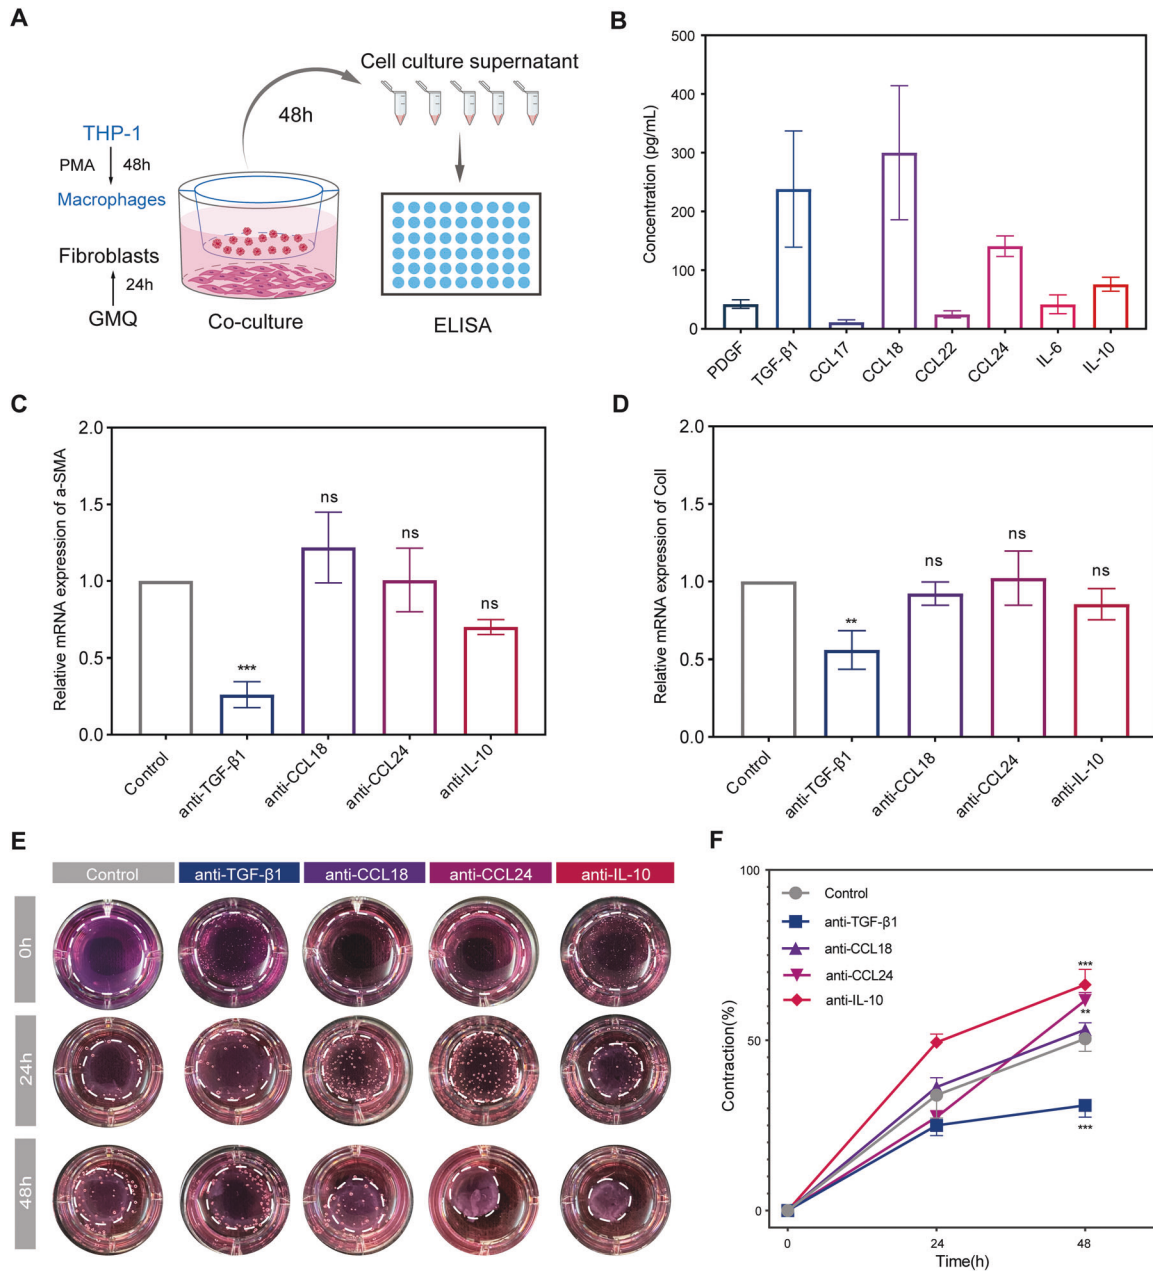 A
THP-1
PMA
48h
Macrophages
Fibroblasts
24h
GMQ
48h
Co-culture
Cell culture supernatant
ELISA
B
Concentration (pg/mL)
500
400
300
200
100
0
PDGF
TGF-β1
CCL17
CCL18
CCL22
CCL24
IL-6
IL-10
C
Relative mRNA expression of a-SMA
2.0
1.5
1.0
0.5
0.0
***
ns
ns
ns
Control
anti-TGF-β1
anti-CCL18
anti-CCL24
anti-IL-10
D
Relative mRNA expression of ColI
2.0
1.5
1.0
0.5
0.0
**
ns
ns
ns
Control
anti-TGF-β1
anti-CCL18
anti-CCL24
anti-IL-10
E
Control
anti-TGF-β1
anti-CCL18
anti-CCL24
anti-IL-10
0h
24h
48h
F
Contraction(%)
100
50
0
Control
anti-TGF-β1
anti-CCL18
anti-CCL24
anti-IL-10
***
**
***
0
24
48
Time(h)